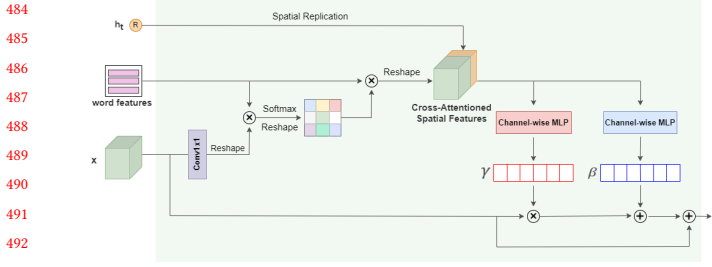 484
485
486
487
488
489
490
491
492
Spatial Replication
hₜ R
word features
Softmax
Reshape
Reshape
Cross-Attentioned
Spatial Features
Channel-wise MLP
Channel-wise MLP
x
Conv1x1
Reshape
γ
β